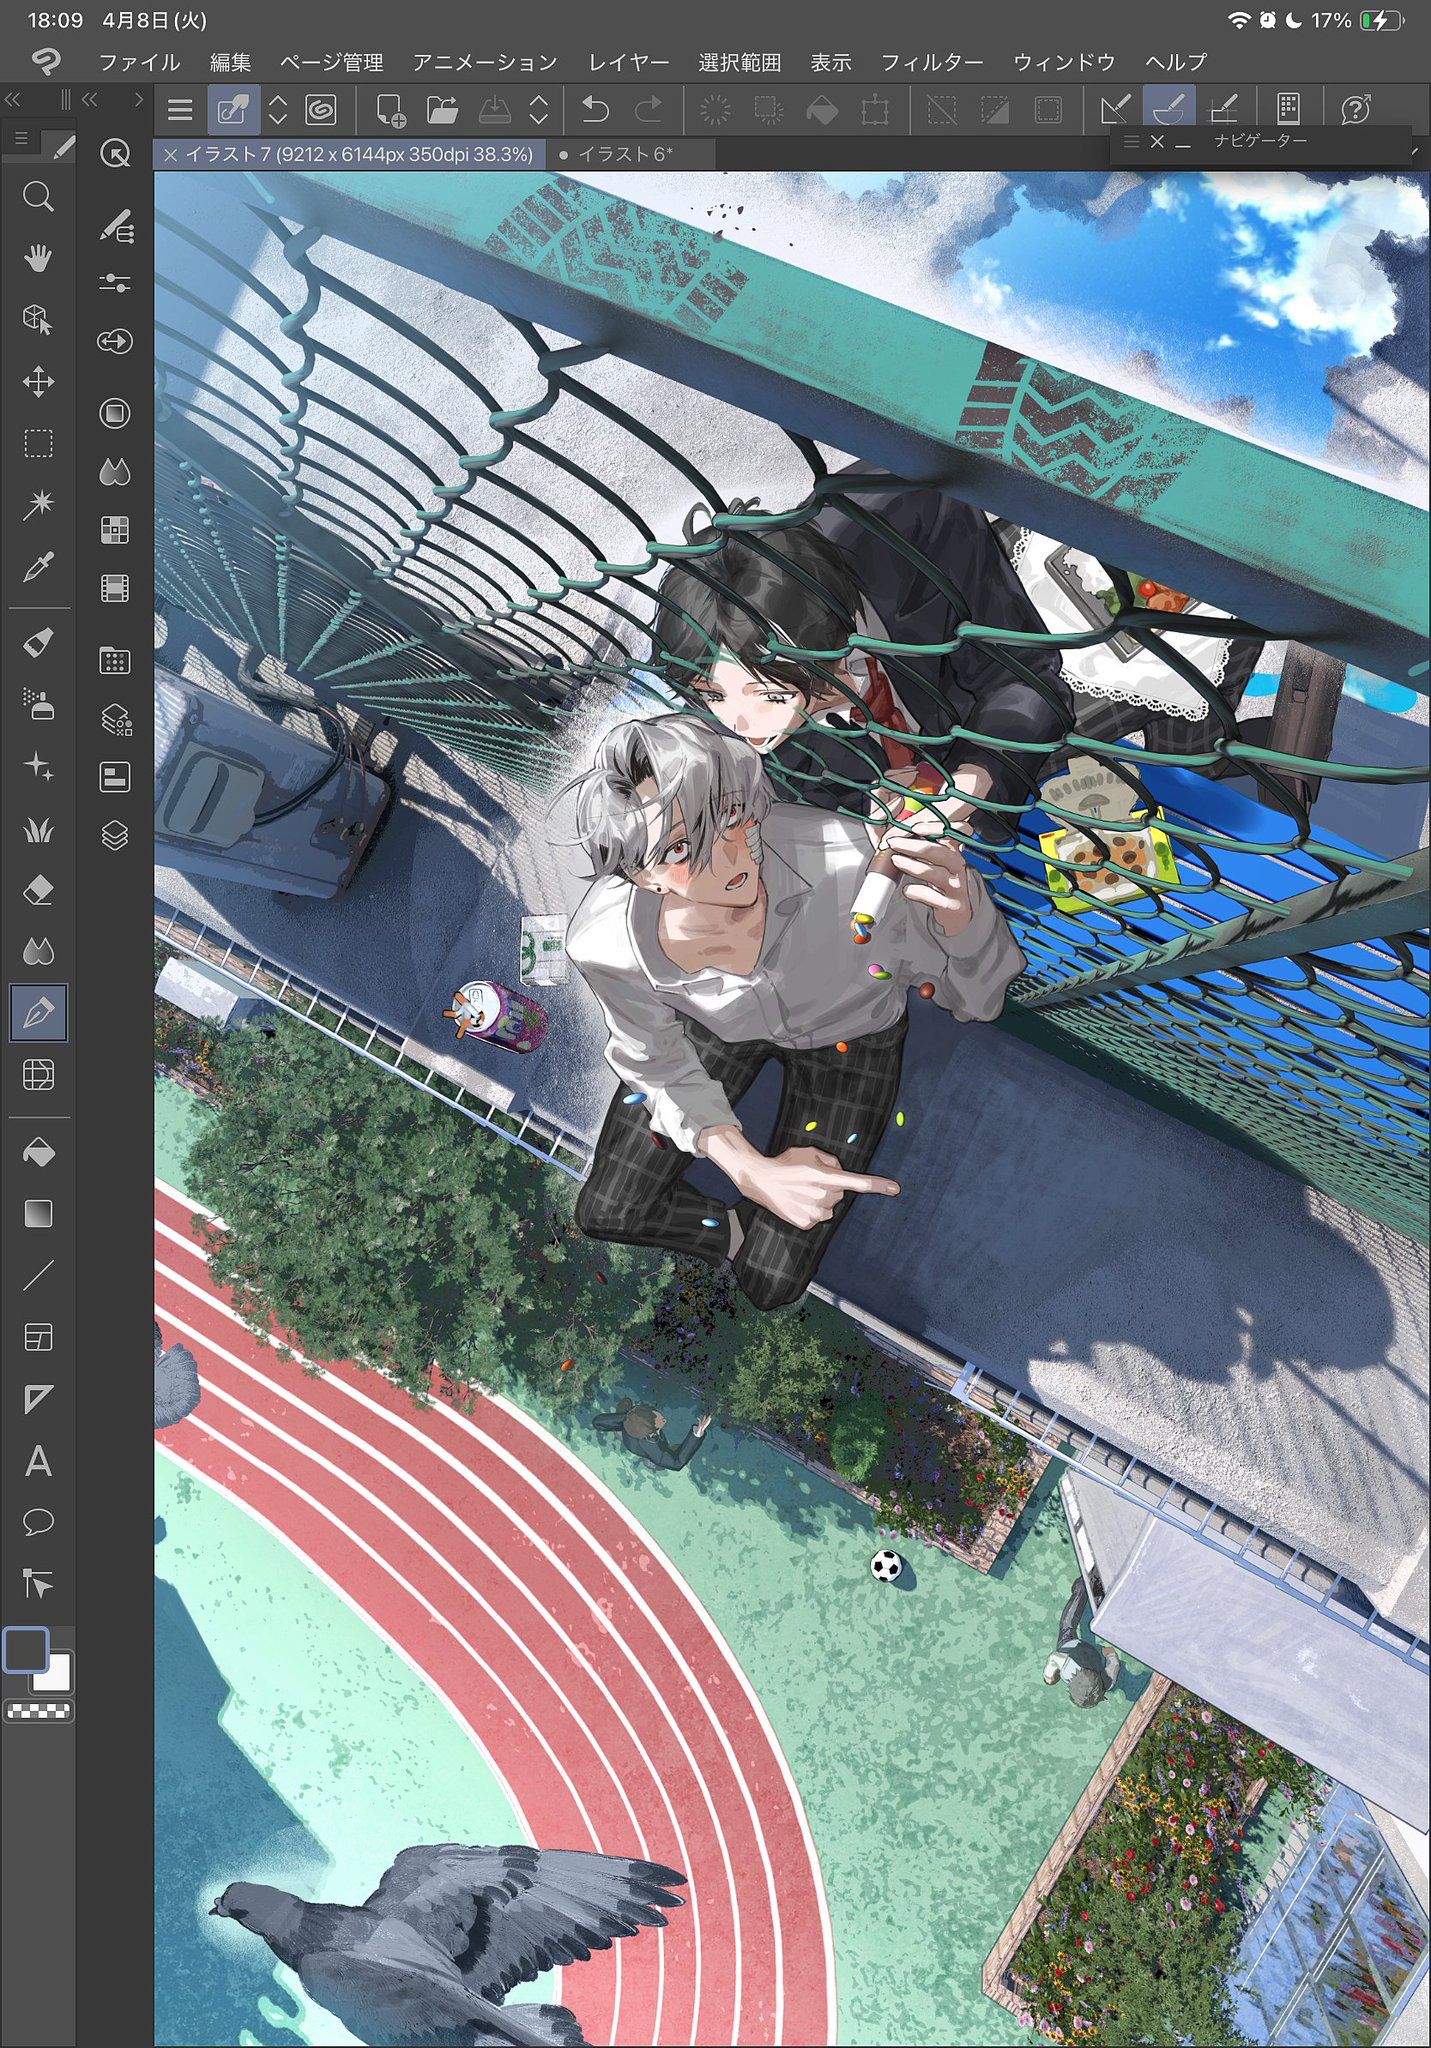 18:09 4月8日(火)
17%
ファイル 編集 ページ管理 アニメーション レイヤー 選択範囲 表示 フィルター ウィンドウ ヘルプ
イラスト7 (9212 x 6144px 350dpi 38.3%)
イラスト6*
ナビゲーター